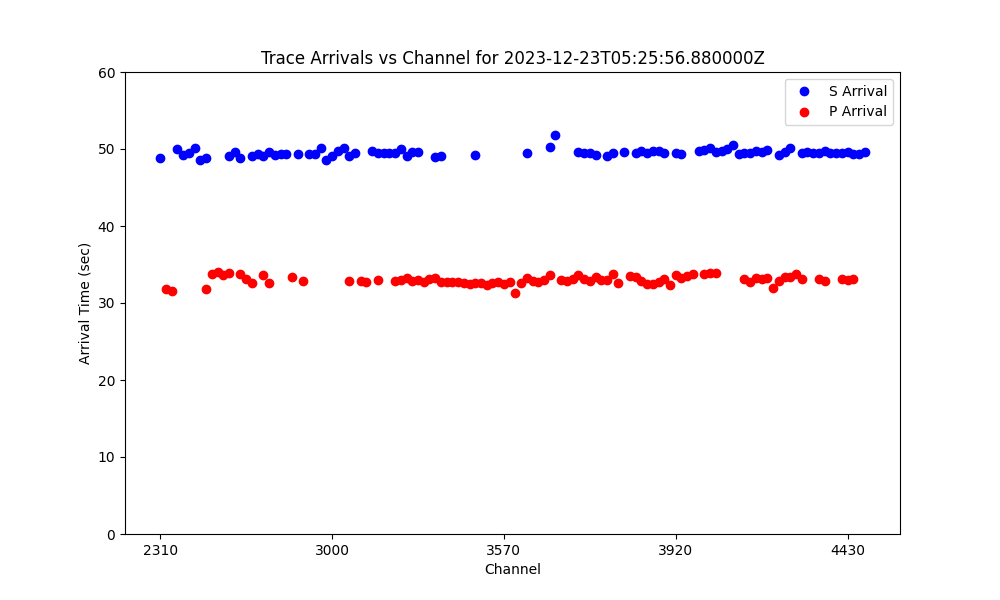 Trace Arrivals vs Channel for 2023-12-23T05:25:56.880000Z
60
50
40
30
20
10
0
Arrival Time (sec)
S Arrival
P Arrival
2310
3000
3570
3920
4430
Channel